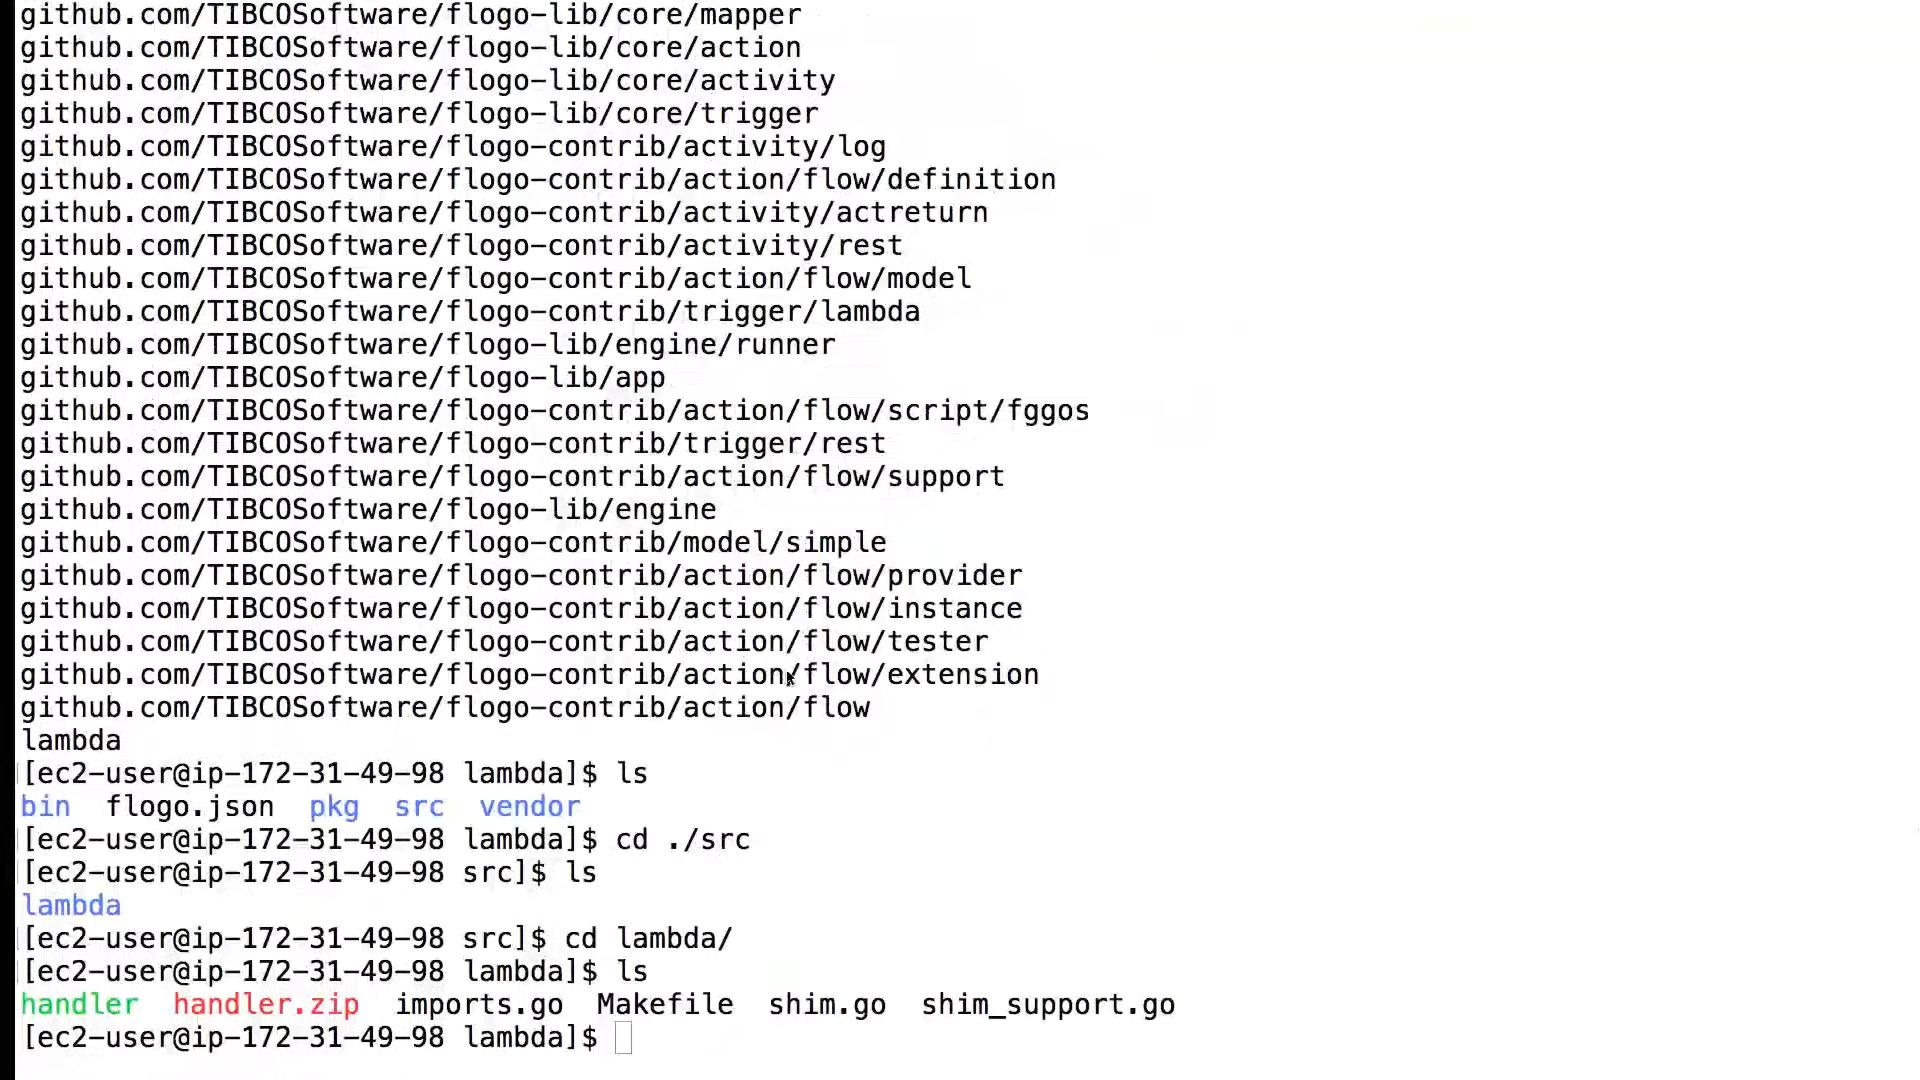 github.com/TIBCOSoftware/flogo-lib/core/mapper
github.com/TIBCOSoftware/flogo-lib/core/action
github.com/TIBCOSoftware/flogo-lib/core/activity
github.com/TIBCOSoftware/flogo-lib/core/trigger
github.com/TIBCOSoftware/flogo-contrib/activity/log
github.com/TIBCOSoftware/flogo-contrib/action/flow/definition
github.com/TIBCOSoftware/flogo-contrib/activity/actreturn
github.com/TIBCOSoftware/flogo-contrib/activity/rest
github.com/TIBCOSoftware/flogo-contrib/action/flow/model
github.com/TIBCOSoftware/flogo-contrib/trigger/lambda
github.com/TIBCOSoftware/flogo-lib/engine/runner
github.com/TIBCOSoftware/flogo-lib/app
github.com/TIBCOSoftware/flogo-contrib/action/flow/script/fggos
github.com/TIBCOSoftware/flogo-contrib/trigger/rest
github.com/TIBCOSoftware/flogo-contrib/action/flow/support
github.com/TIBCOSoftware/flogo-lib/engine
github.com/TIBCOSoftware/flogo-contrib/model/simple
github.com/TIBCOSoftware/flogo-contrib/action/flow/provider
github.com/TIBCOSoftware/flogo-contrib/action/flow/instance
github.com/TIBCOSoftware/flogo-contrib/action/flow/tester
github.com/TIBCOSoftware/flogo-contrib/action/flow/extension
github.com/TIBCOSoftware/flogo-contrib/action/flow
lambda
[ec2-user@ip-172-31-49-98 lambda]$ ls
bin  flogo.json  pkg  src  vendor
[ec2-user@ip-172-31-49-98 lambda]$ cd ./src
[ec2-user@ip-172-31-49-98 src]$ ls
lambda
[ec2-user@ip-172-31-49-98 src]$ cd lambda/
[ec2-user@ip-172-31-49-98 lambda]$ ls
handler  handler.zip  imports.go  Makefile  shim.go  shim_support.go
[ec2-user@ip-172-31-49-98 lambda]$